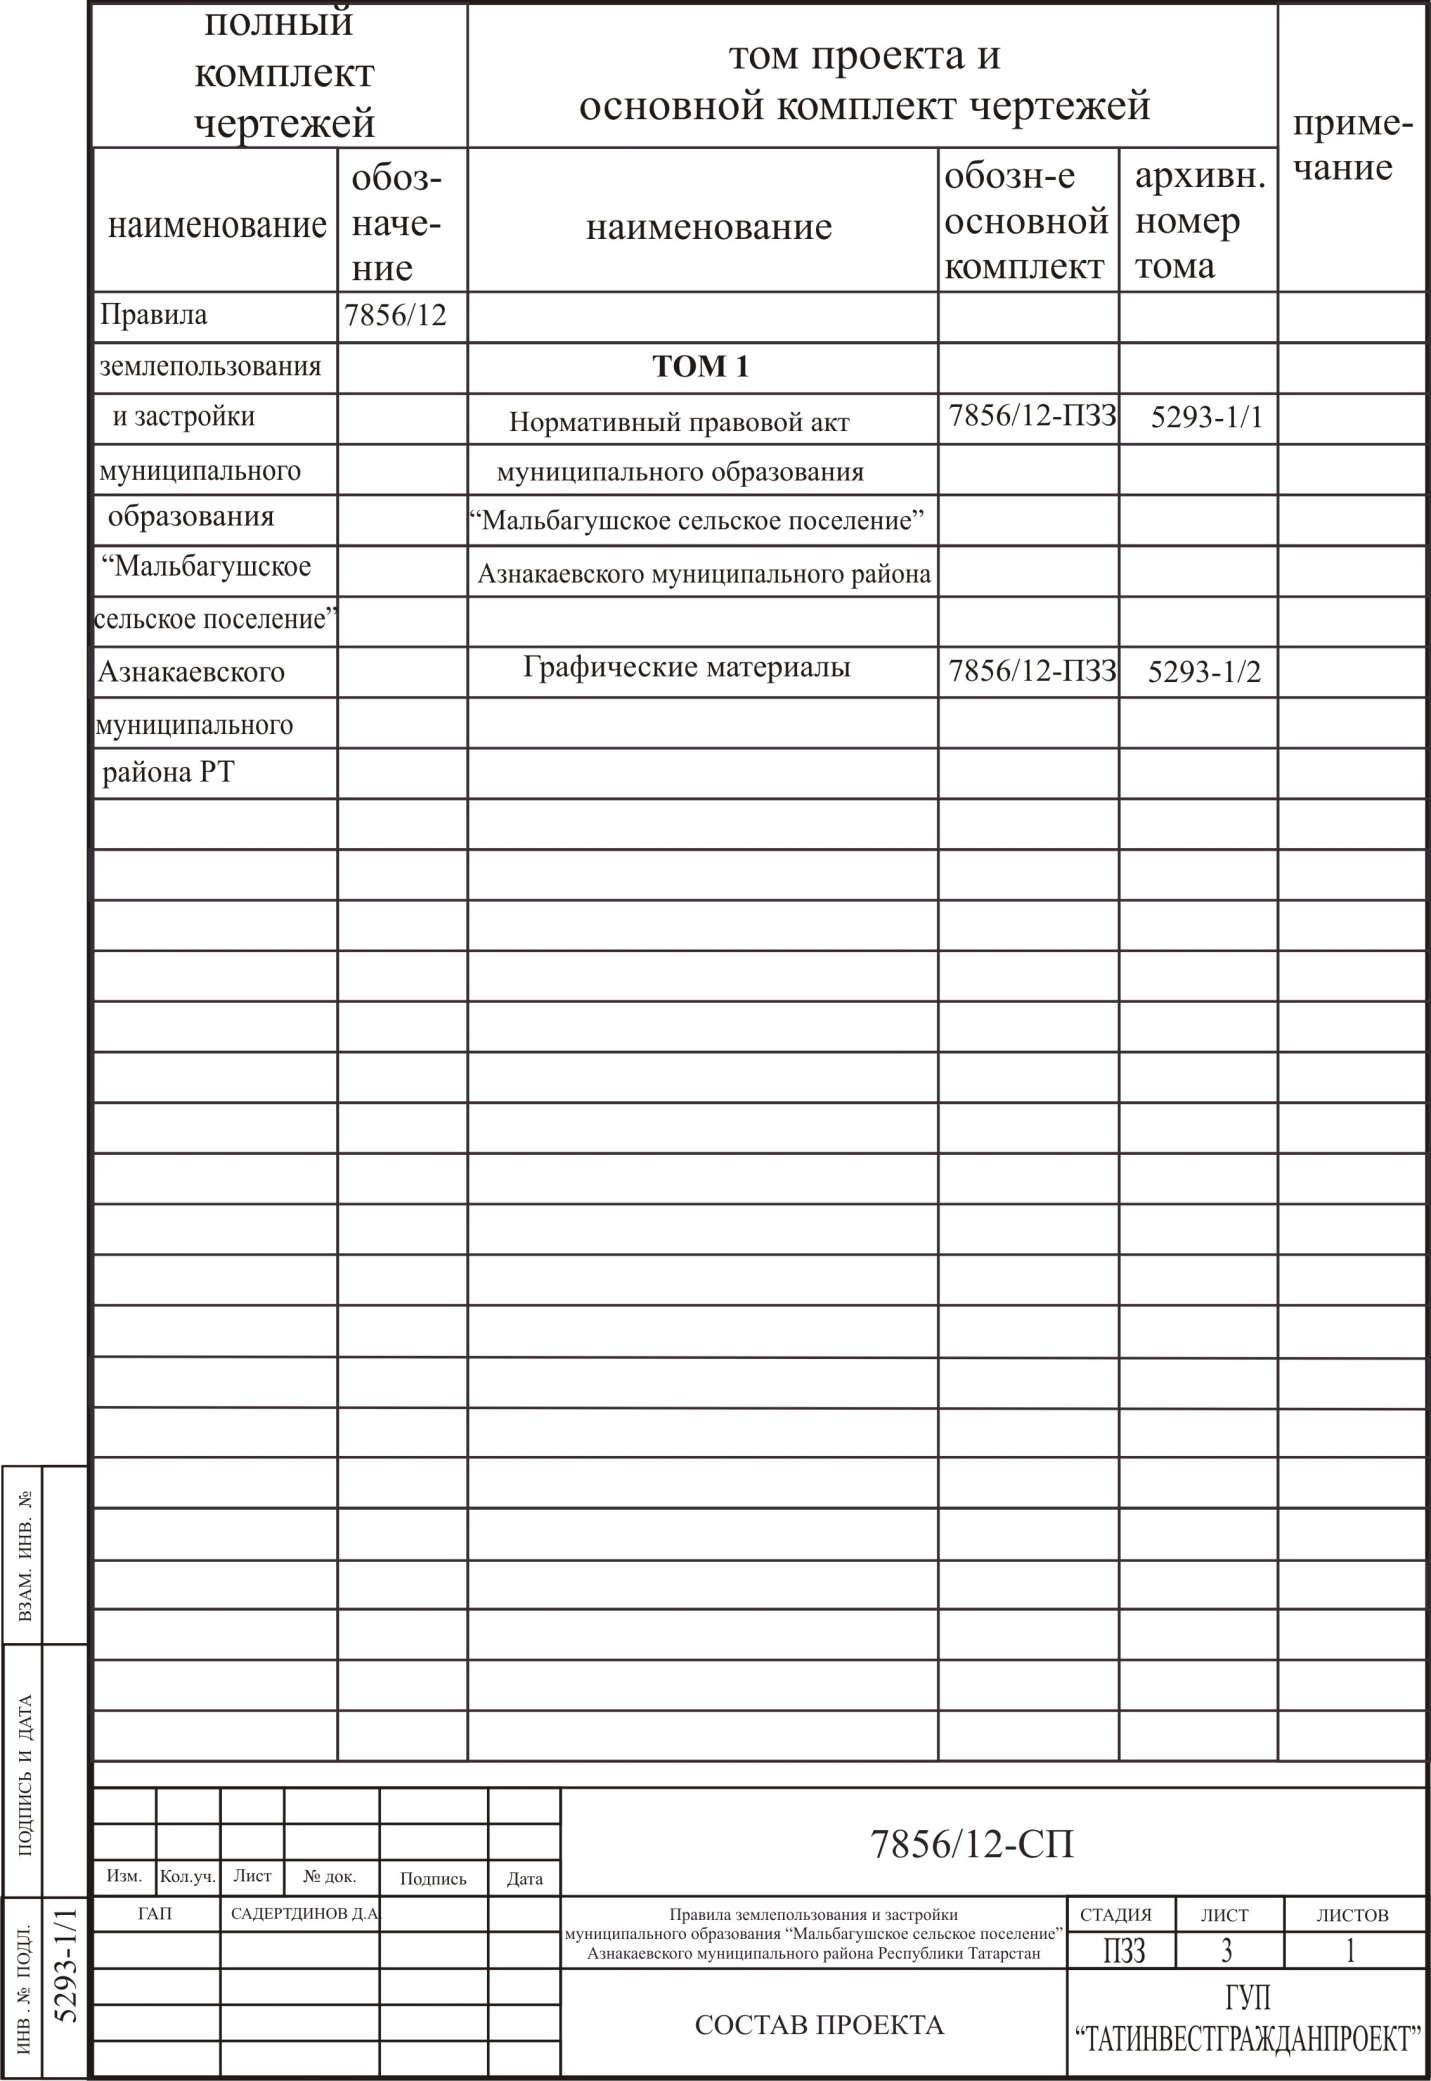 полный
комплект
чертежей
том проекта и
основной комплект чертежей
приме-
чание
наименование
обоз-
наче-
ние
наименование
обозн-е
основной
комплект
архивн.
номер
тома
Правила 7856/12
землепользования ТОМ 1
и застройки Нормативный правовой акт 7856/12-ПЗЗ 5293-1/1
муниципального муниципального образования
образования “Мальбагушское сельское поселение”
“Мальбагушское Азнакаевского муниципального района
сельское поселение”
Азнакаевского Графические материалы 7856/12-ПЗЗ 5293-1/2
муниципального
района РТ
ВЗАМ. ИНВ. №
ПОДПИСЬ И ДАТА
ИНВ . № ПОДЛ.
5293-1/1
7856/12-СП
Изм. Кол.уч. Лист № док. Подпись Дата
ГАП САДЕРТДИНОВ Д.А.
Правила землепользования и застройки
муниципального образования “Мальбагушское сельское поселение”
Азнакаевского муниципального района Республики Татарстан
СТАДИЯ ЛИСТ ЛИСТОВ
ПЗЗ 3 1
СОСТАВ ПРОЕКТА
ГУП
“ТАТИНВЕСТГРАЖДАНПРОЕКТ”